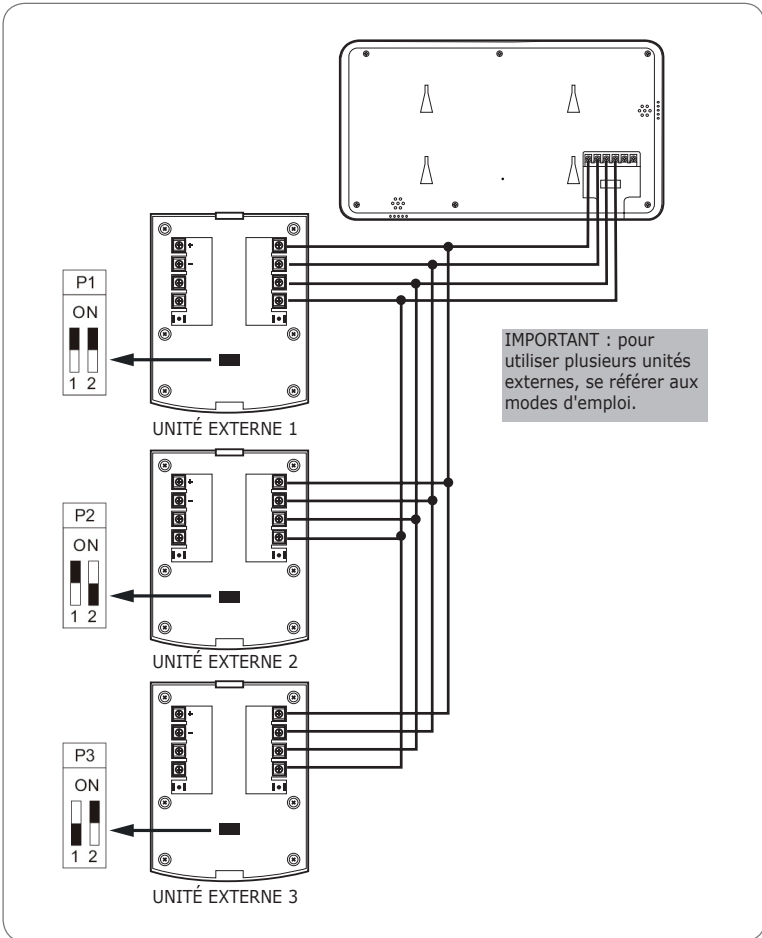 P1
ON
1 2
+
-
UNITÉ EXTERNE 1
IMPORTANT : pour
utiliser plusieurs unités
externes, se référer aux
modes d'emploi.
P2
ON
1 2
+
-
UNITÉ EXTERNE 2
P3
ON
1 2
+
-
UNITÉ EXTERNE 3